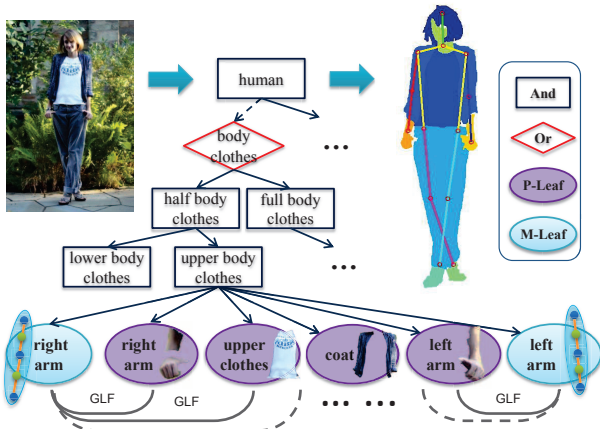 human
And
Or
P-Leaf
M-Leaf
body
clothes
...
half body
clothes
full body
clothes
lower body
clothes
upper body
clothes
...
right
arm
right
arm
upper
clothes
coat
left
arm
left
arm
GLF
GLF
... ...
GLF